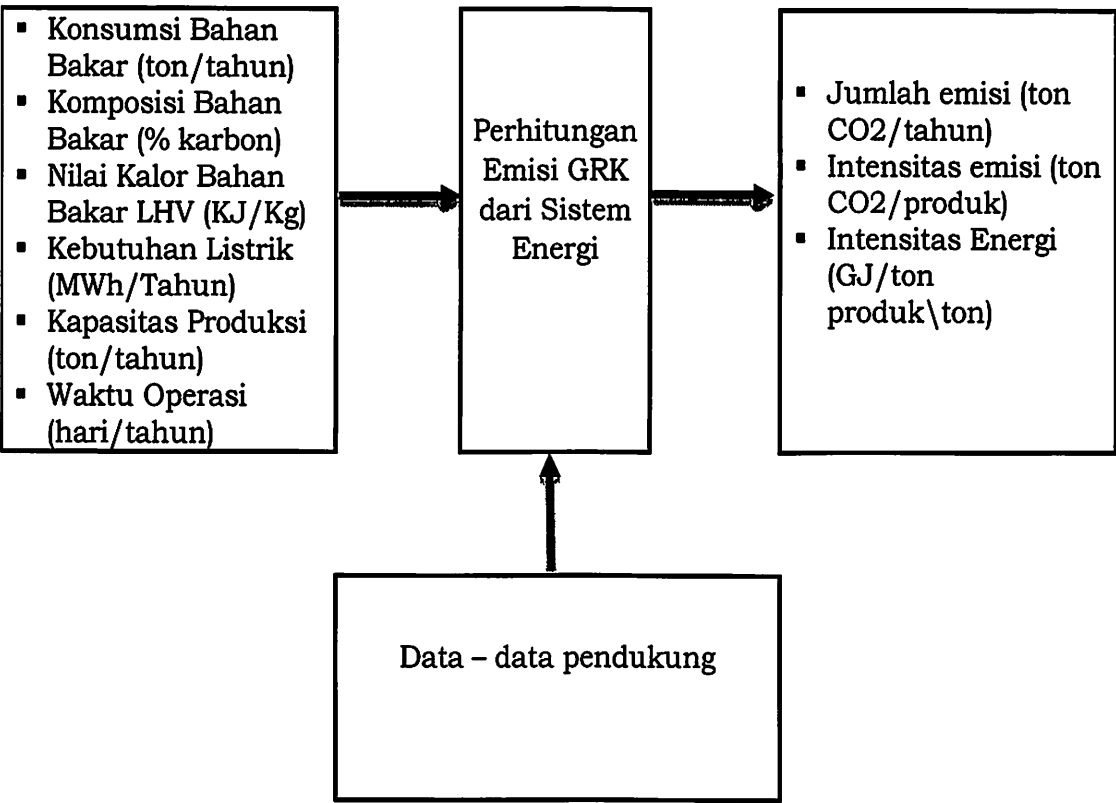 ▪ Konsumsi Bahan
Bakar (ton/tahun)
▪ Komposisi Bahan
Bakar (% karbon)
▪ Nilai Kalor Bahan
Bakar LHV (KJ/Kg)
▪ Kebutuhan Listrik
(MWh/Tahun)
▪ Kapasitas Produksi
(ton/tahun)
▪ Waktu Operasi
(hari/tahun)
Perhitungan
Emisi GRK
dari Sistem
Energi
▪ Jumlah emisi (ton
CO2/tahun)
▪ Intensitas emisi (ton
CO2/produk)
▪ Intensitas Energi
(GJ/ton
produk\ton)
Data – data pendukung